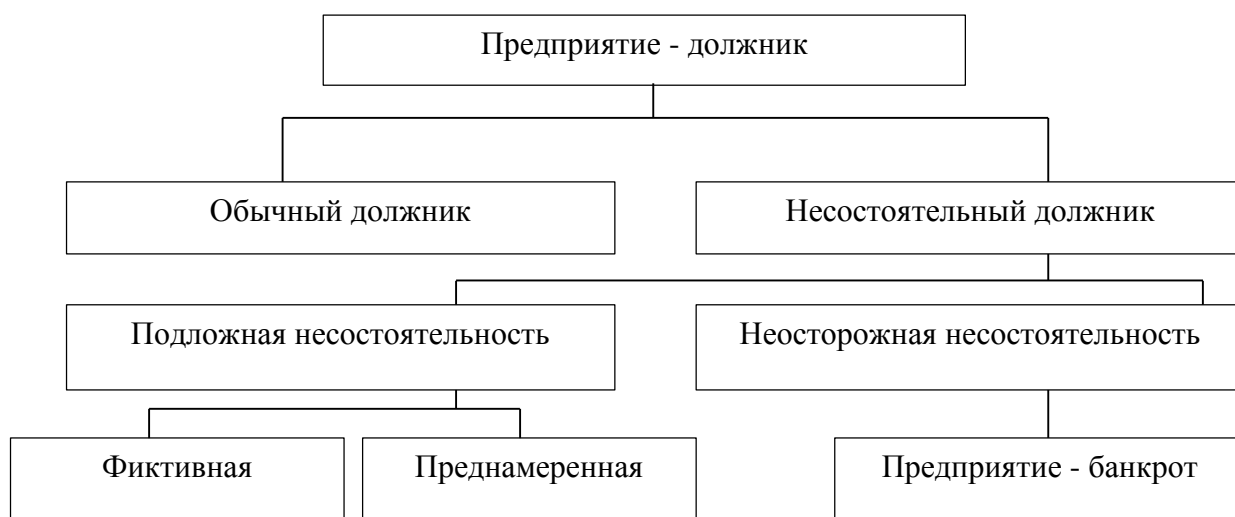 Предприятие - должник
Обычный должник
Несостоятельный должник
Подложная несостоятельность
Неосторожная несостоятельность
Фиктивная
Преднамеренная
Предприятие - банкрот